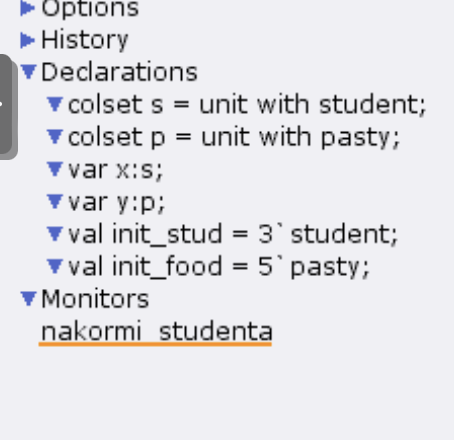 Options
History
Declarations
colset s = unit with student;
colset p = unit with pasty;
var x:s;
var y:p;
val init_stud = 3`student;
val init_food = 5`pasty;
Monitors
nakormi_studenta